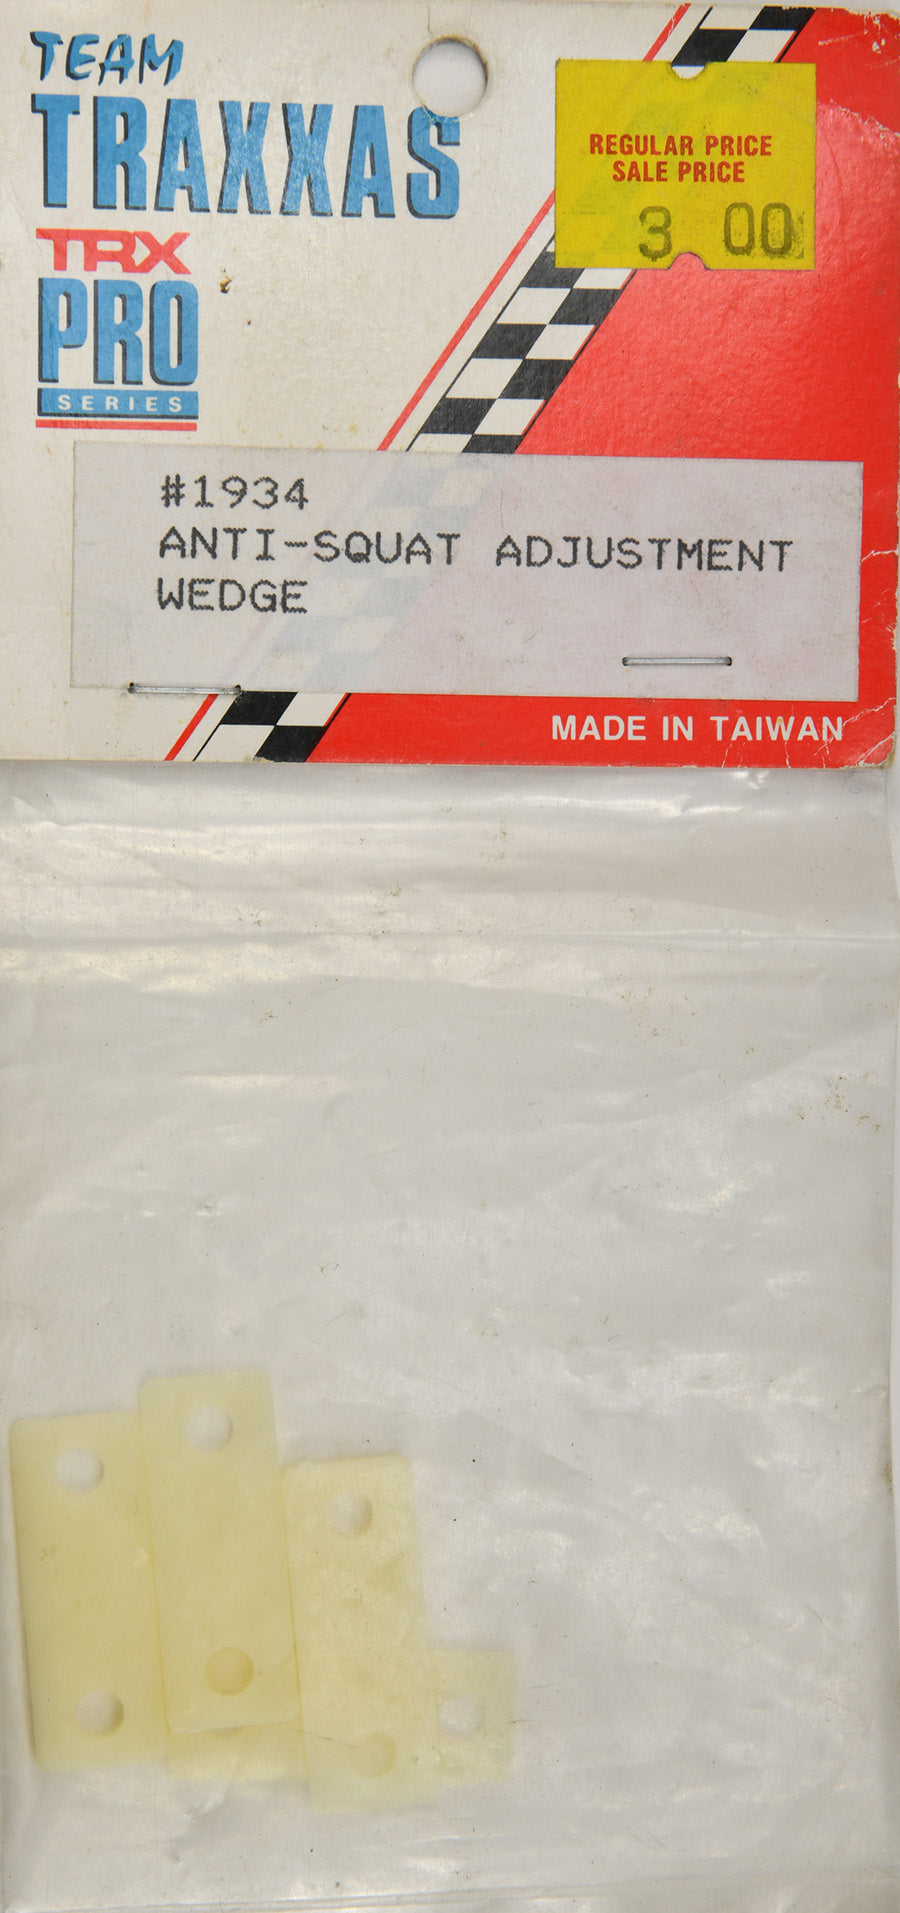 TEAM
TRAXXAS
TRX
PRO
SERIES
REGULAR PRICE
SALE PRICE
3 00
#1934
ANTI-SQUAT ADJUSTMENT
WEDGE
MADE IN TAIWAN